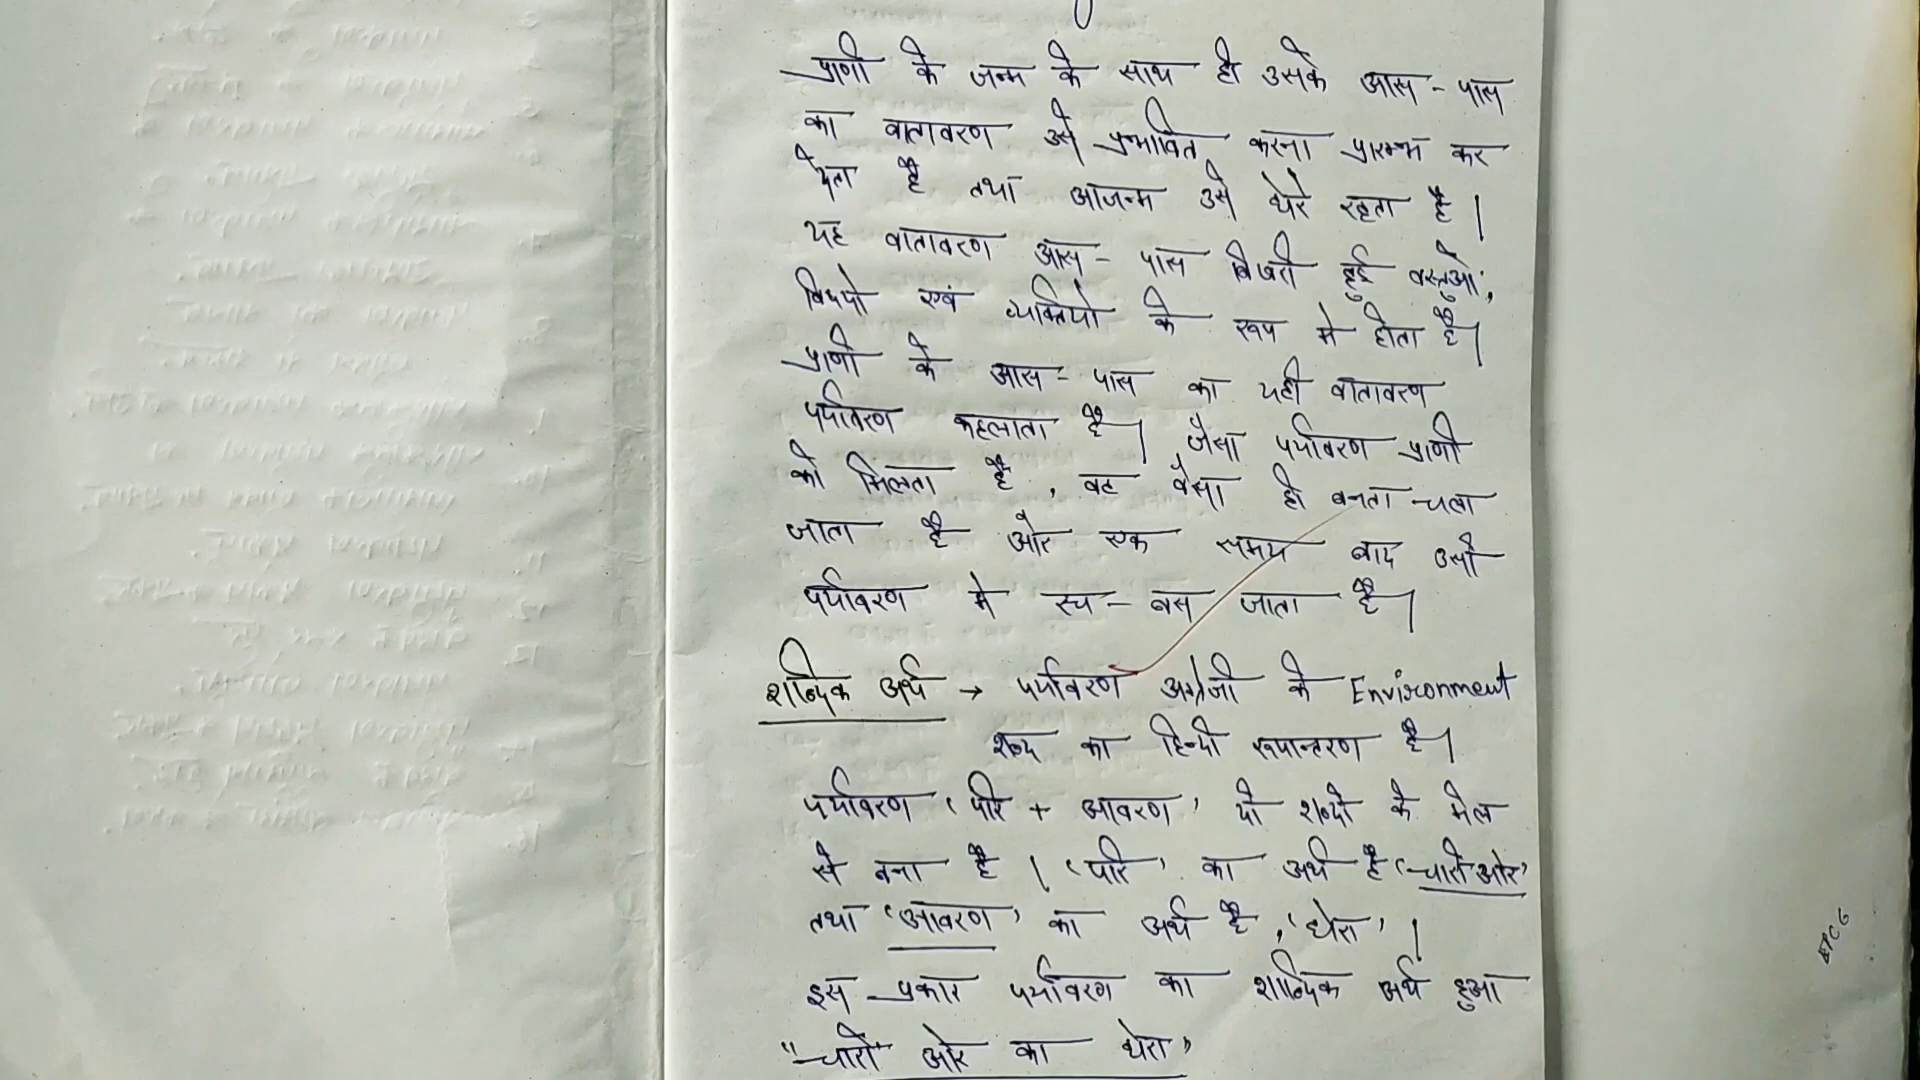 प्राणी के जन्म के साथ ही उसके आस - पास
का वातावरण उसे प्रभावित करना प्रारम्भ कर
देता है तथा आजन्म उसे घेरे रहता है |
यह वातावरण आस - पास बिखरी हुई वस्तुओं,
विषयो एवं व्यक्तियो के रूप मे होता है|
प्राणी के आस - पास का यही वातावरण
पर्यावरण कहलाता है| जैसा पर्यावरण प्राणी
को मिलता है , वह वैसा ही बनता चला
जाता है और एक समय बाद उसी
पर्यावरण मे रच - बस जाता है|
शाब्दिक अर्थ → पर्यावरण अंग्रेजी के Environment
शब्द का हिन्दी रूपान्तरण है|
पर्यावरण 'परि + आवरण' दो शब्दो के मेल
से बना है | 'परि' का अर्थ है 'चारो ओर'
तथा 'आवरण' का अर्थ है , 'घेरा' |
इस प्रकार पर्यावरण का शाब्दिक अर्थ हुआ
"चारो ओर का घेरा"